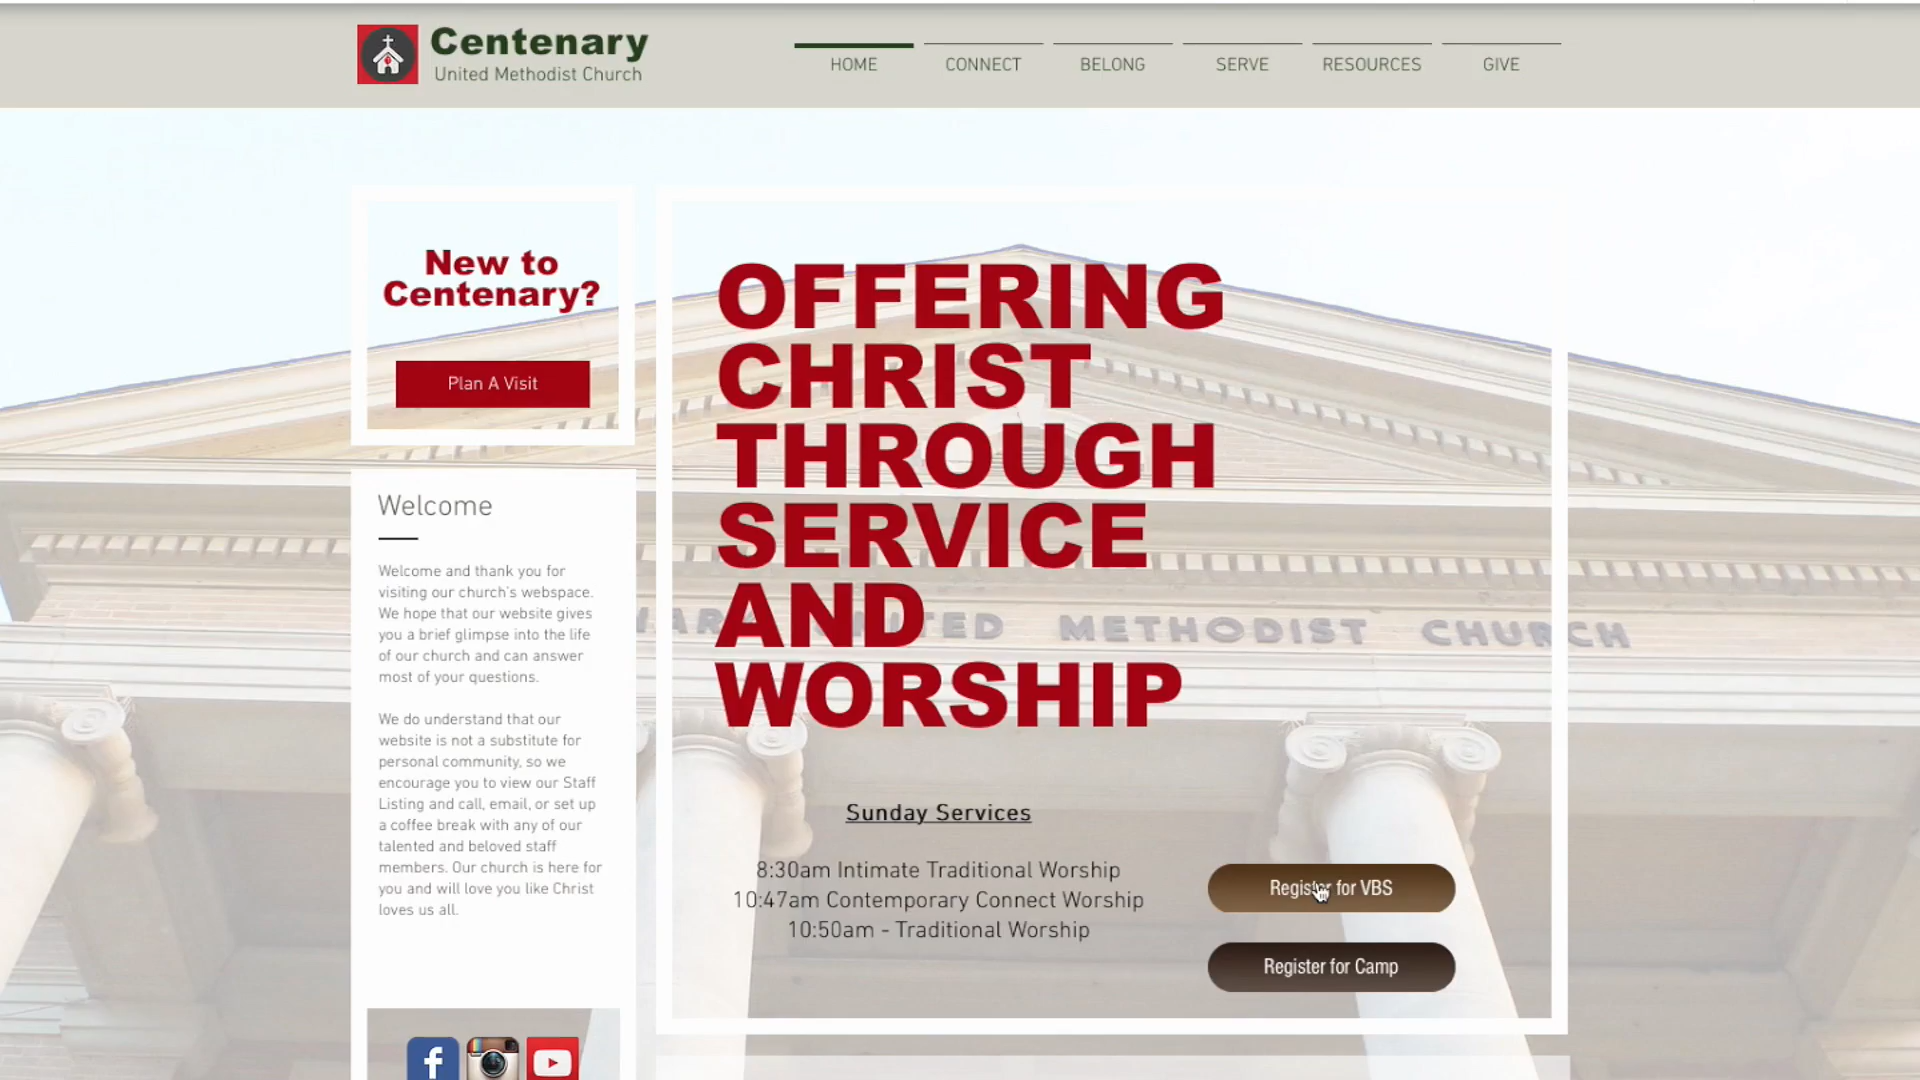 Centenary
United Methodist Church
HOME
CONNECT
BELONG
SERVE
RESOURCES
GIVE
New to
Centenary?
Plan A Visit
Welcome
Welcome and thank you for
visiting our church's webspace.
We hope that our website gives
you a brief glimpse into the life
of our church and can answer
most of your questions.
We do understand that our
website is not a substitute for
personal community, so we
encourage you to view our Staff
Listing and call, email, or set up
a coffee break with any of our
talented and beloved staff
members. Our church is here for
you and will love you like Christ
loves us all.
OFFERING
CHRIST
THROUGH
SERVICE
AND
WORSHIP
UNITED METHODIST CHURCH
Sunday Services
8:30am Intimate Traditional Worship
10:47am Contemporary Connect Worship
10:50am - Traditional Worship
Register for VBS
Register for Camp